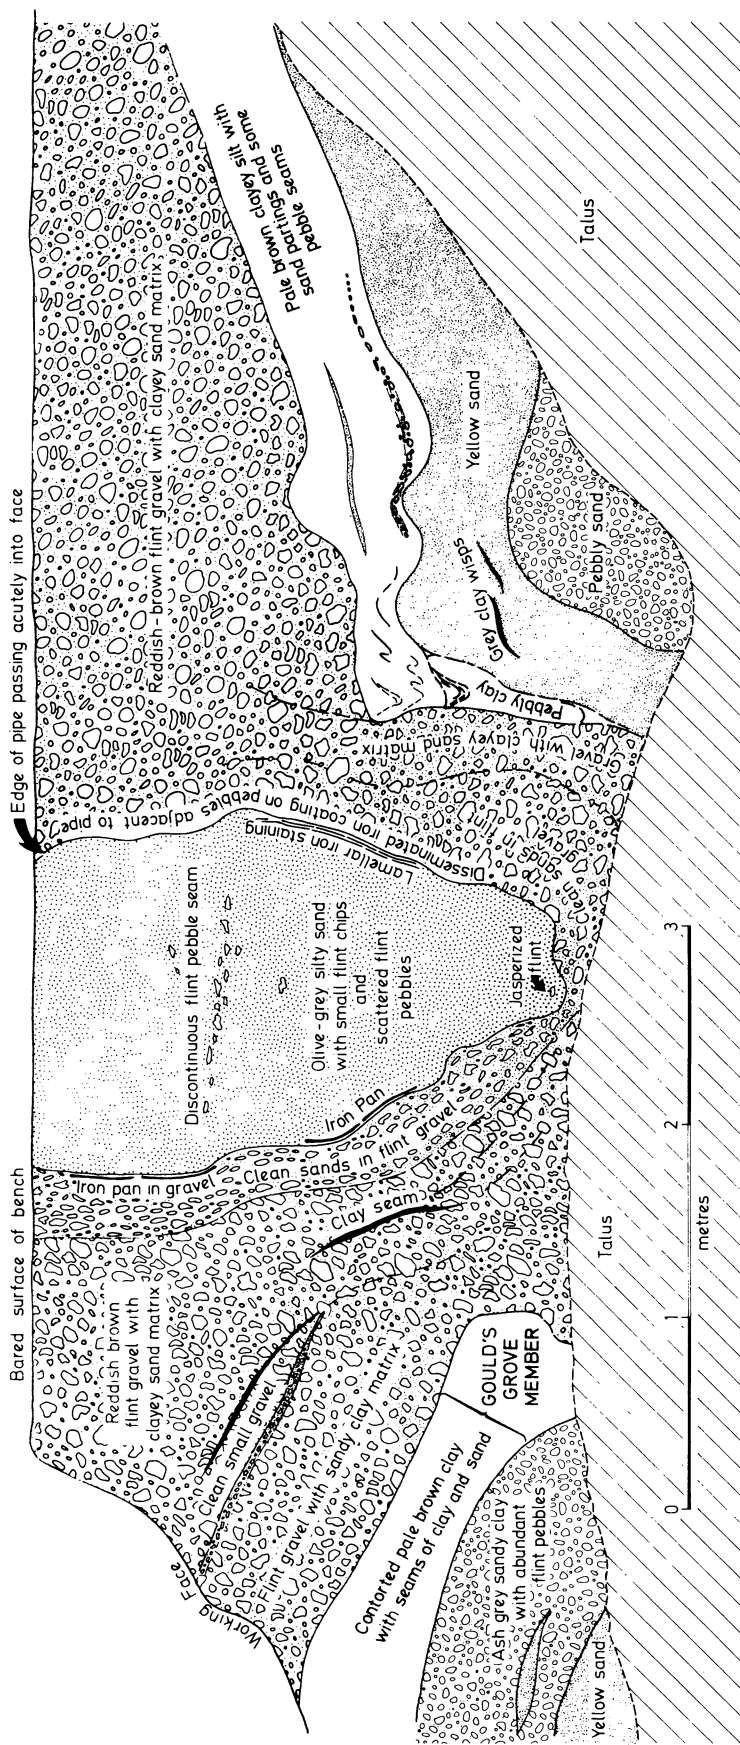 Bared surface of bench
Edge of pipe passing acutely into face
Working Face
Reddish brown
flint gravel with
clayey sand matrix
Iron pan in gravel
Discontinuous flint pebble seam
Reddish-brown flint gravel with clayey sand matrix
Clean small gravel
Flint gravel with sandy clay matrix
Clay seam
Clean sands in flint gravel
Iron Pan
Olive-grey silty sand
with small flint chips
and
scattered flint
pebbles
Lamellar iron staining
Disseminated iron coating on pebbles adjacent to pipe
Gravel with clayey sand matrix
Clean sands in flint gravel
Pale brown clayey silt with
sand partings and some
pebble seams
Contorted pale brown clay
with seams of clay and sand
GOULD'S
GROVE
MEMBER
Jasperized
flint
Pebbly clay
Grey clay wisps
Yellow sand
Pebbly sand
Ash grey sandy clay
with abundant
flint pebbles
Yellow sand
Talus
Talus
0 1 2 3
metres